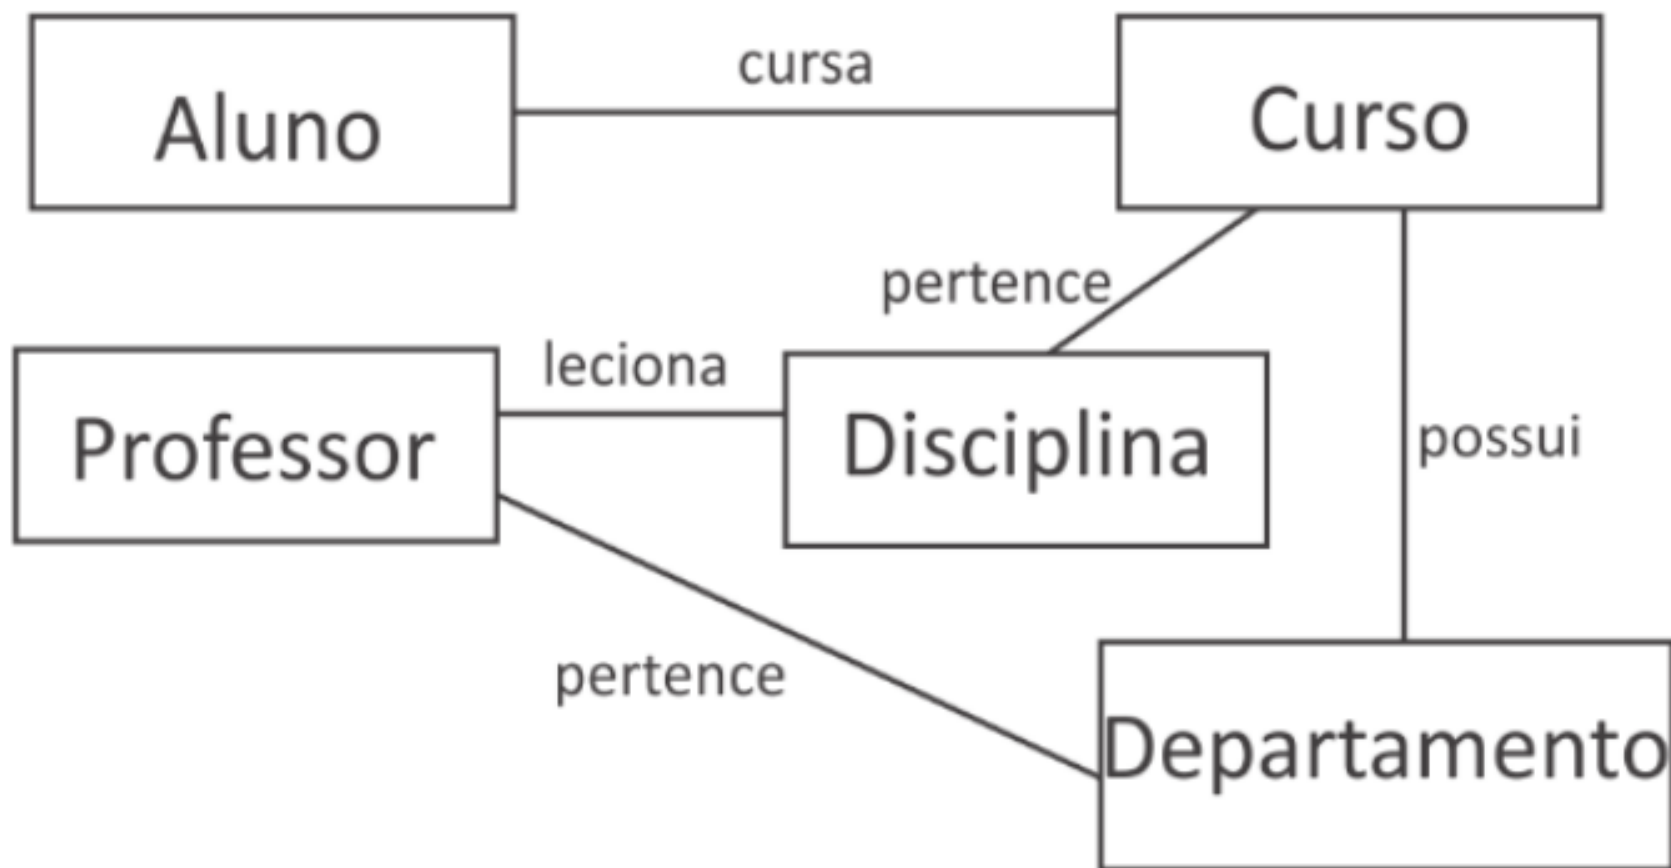 cursa
Aluno
Curso
pertence
leciona
Professor
Disciplina
possui
pertence
Departamento